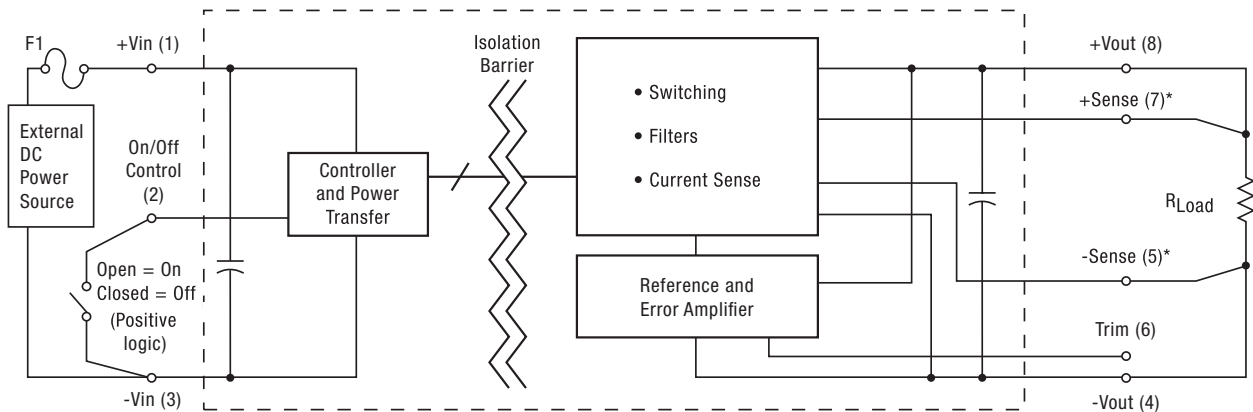 F1
+Vin (1)
External
DC
Power
Source
On/Off
Control
(2)
Open = On
Closed = Off
(Positive
logic)
-Vin (3)
Controller
and Power
Transfer
Isolation
Barrier
• Switching
• Filters
• Current Sense
Reference and
Error Amplifier
+Vout (8)
+Sense (7)*
RLoad
-Sense (5)*
Trim (6)
-Vout (4)